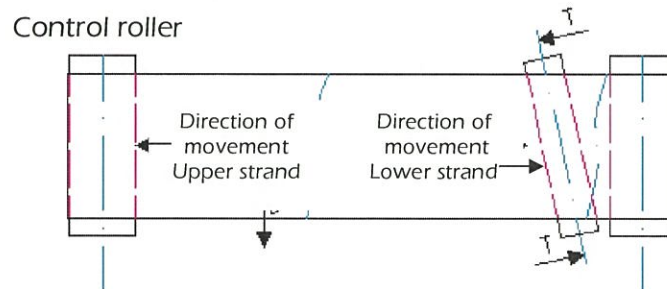 Control roller
T
Direction of
movement
Upper strand
Direction of
movement
Lower strand
T